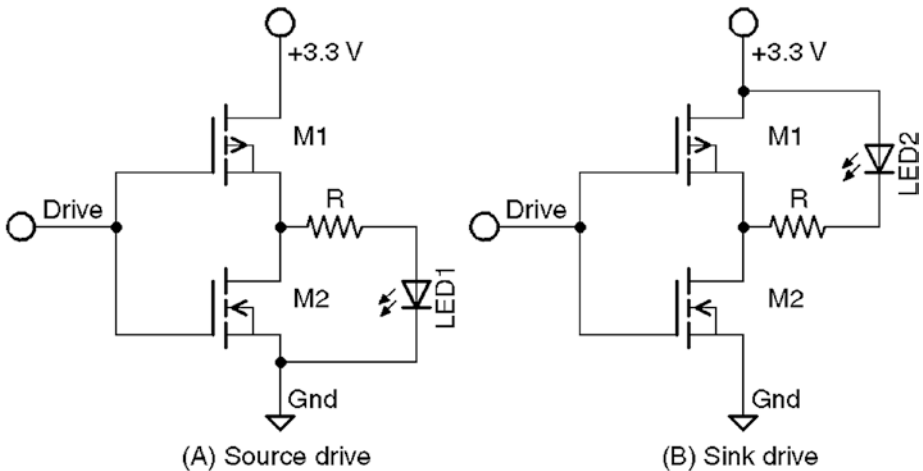 +3.3 V
M1
Drive
R
M2
LED1
Gnd
(A) Source drive
+3.3 V
M1
LED2
Drive
R
M2
Gnd
(B) Sink drive